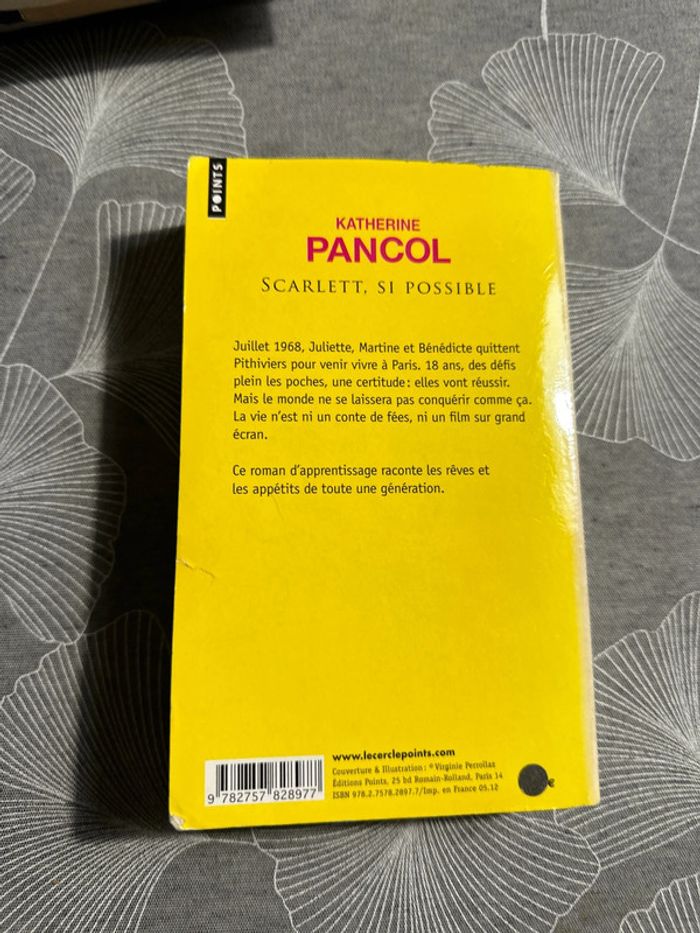 POINTS
KATHERINE
PANCOL
SCARLETT, SI POSSIBLE
Juillet 1968, Juliette, Martine et Bénédicte quittent
Pithiviers pour venir vivre à Paris. 18 ans, des défis
plein les poches, une certitude : elles vont réussir.
Mais le monde ne se laissera pas conquérir comme ça.
La vie n'est ni un conte de fées, ni un film sur grand
écran.
Ce roman d'apprentissage raconte les rêves et
les appétits de toute une génération.
www.lecerclepoints.com
Couverture & Illustration : © Virginie Perrollaz
Éditions Points, 25 bd Romain-Rolland, Paris 14
ISBN 978.2.7578.2897.7/Imp. en France 05.12
€
9 782757 828977